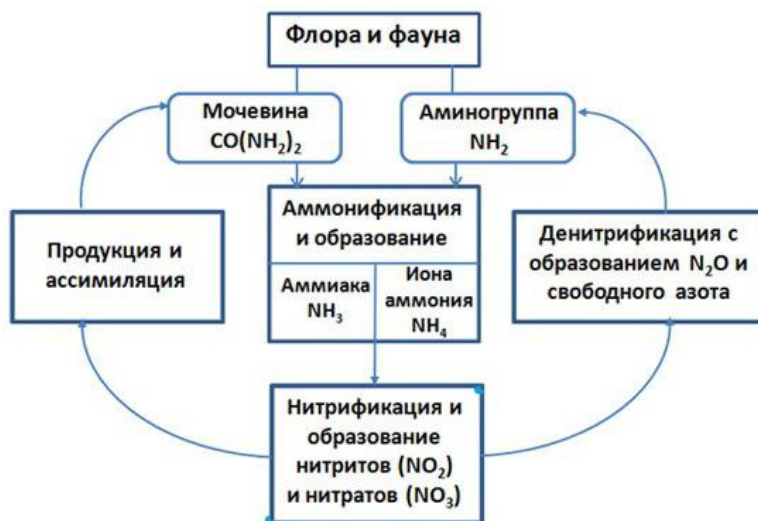 Флора и фауна
Мочевина
CO(NH₂)₂
Аминогруппа
NH₂
Аммонификация
и образование
Аммиака
NH₃
Иона
аммония
NH₄
Продукция и
ассимиляция
Денитрификация с
образованием N₂O и
свободного азота
Нитрификация и
образование
нитритов (NO₂)
и нитратов (NO₃)